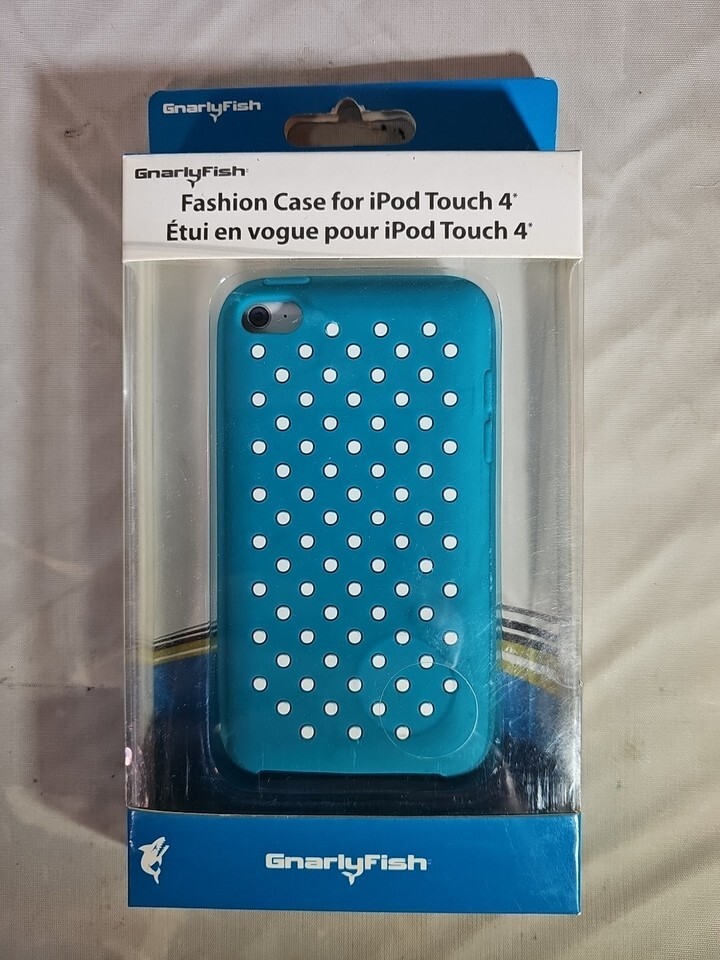 GnarlyFish
GnarlyFish
Fashion Case for iPod Touch 4*
Étui en vogue pour iPod Touch 4*
GnarlyFish